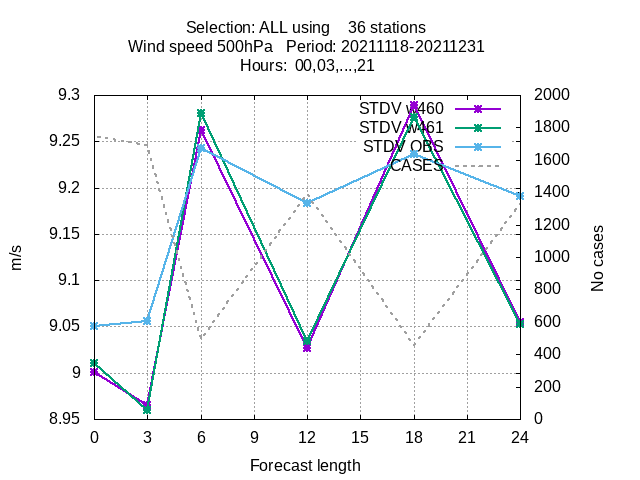 Selection: ALL using 36 stations
Wind speed 500hPa Period: 20211118-20211231
Hours: 00,03,...,21
9.3
9.25
9.2
9.15
9.1
9.05
9
8.95
m/s
STDV w460
STDV w461
STDV OBS
CASES
2000
1800
1600
1400
1200
1000
800
600
400
200
0
No cases
0 3 6 9 12 15 18 21 24
Forecast length